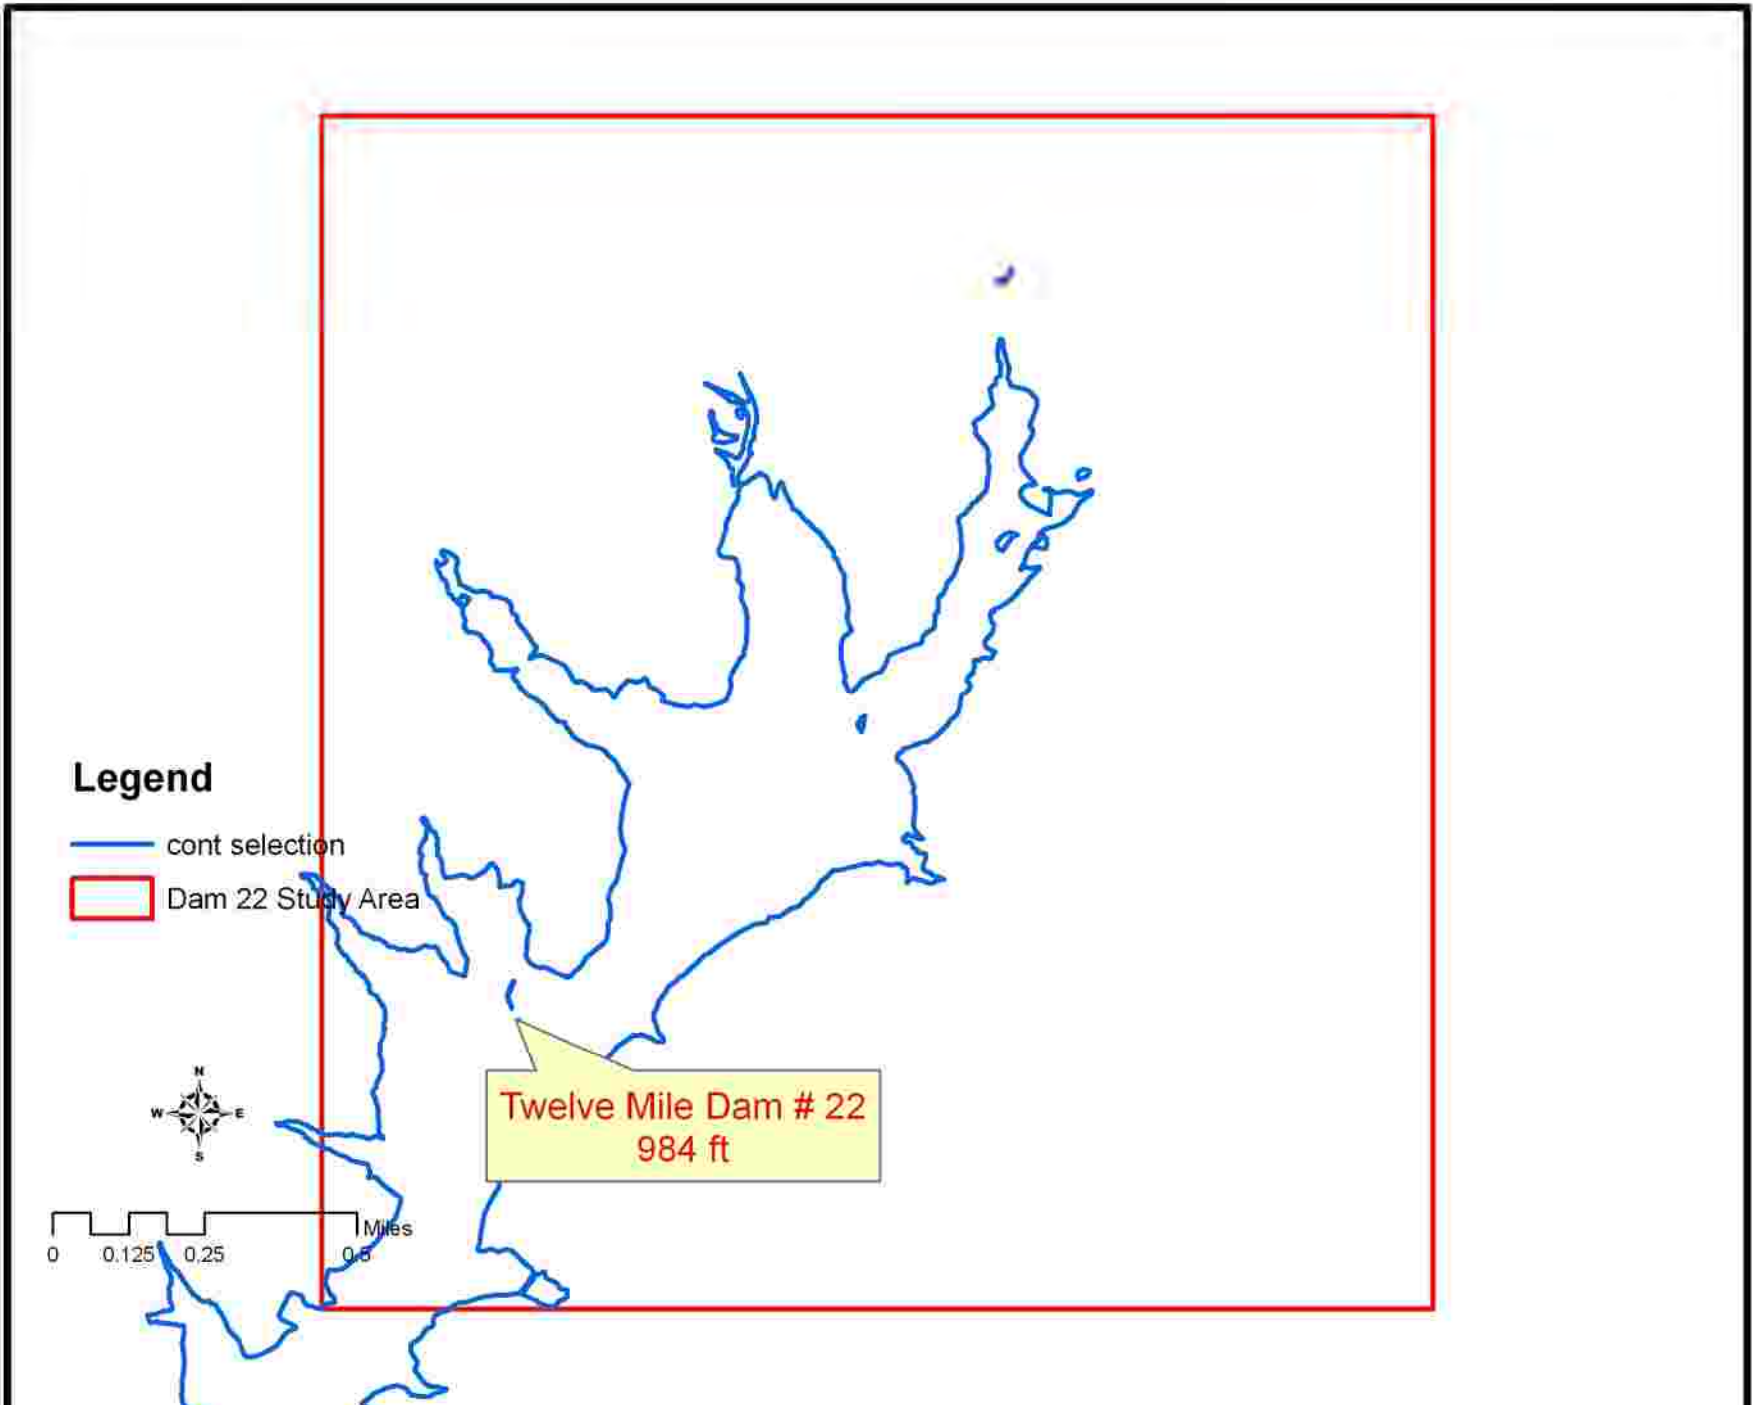 Legend
cont selection
Dam 22 Study Area
N
W E
S
Twelve Mile Dam # 22
984 ft
Miles
0 0.125 0.25 0.5